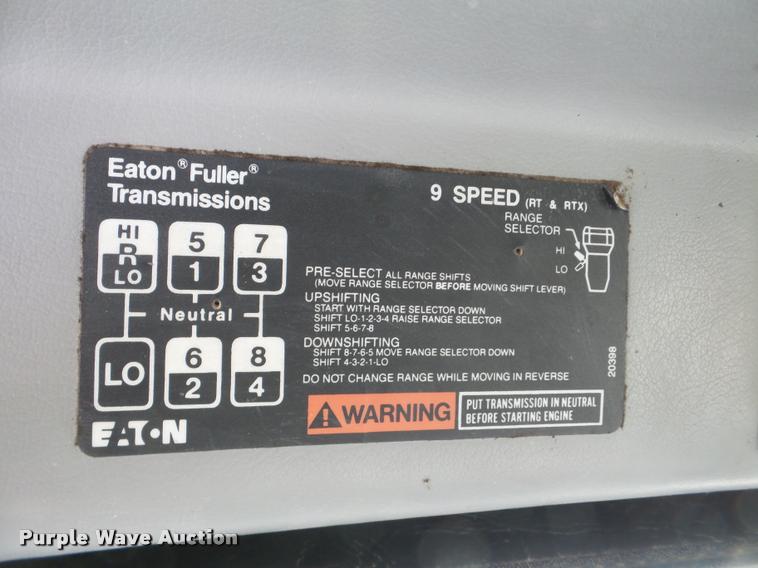 Eaton® Fuller®
Transmissions
9 SPEED (RT & RTX)
RANGE
SELECTOR
HI
LO
HI
R
LO
5
1
7
3
Neutral
LO
6
2
8
4
PRE-SELECT ALL RANGE SHIFTS
(MOVE RANGE SELECTOR BEFORE MOVING SHIFT LEVER)
UPSHIFTING
START WITH RANGE SELECTOR DOWN
SHIFT LO-1-2-3-4 RAISE RANGE SELECTOR
SHIFT 5-6-7-8
DOWNSHIFTING
SHIFT 8-7-6-5 MOVE RANGE SELECTOR DOWN
SHIFT 4-3-2-1-LO
DO NOT CHANGE RANGE WHILE MOVING IN REVERSE
20398
EATON
WARNING
PUT TRANSMISSION IN NEUTRAL
BEFORE STARTING ENGINE
Purple Wave Auction